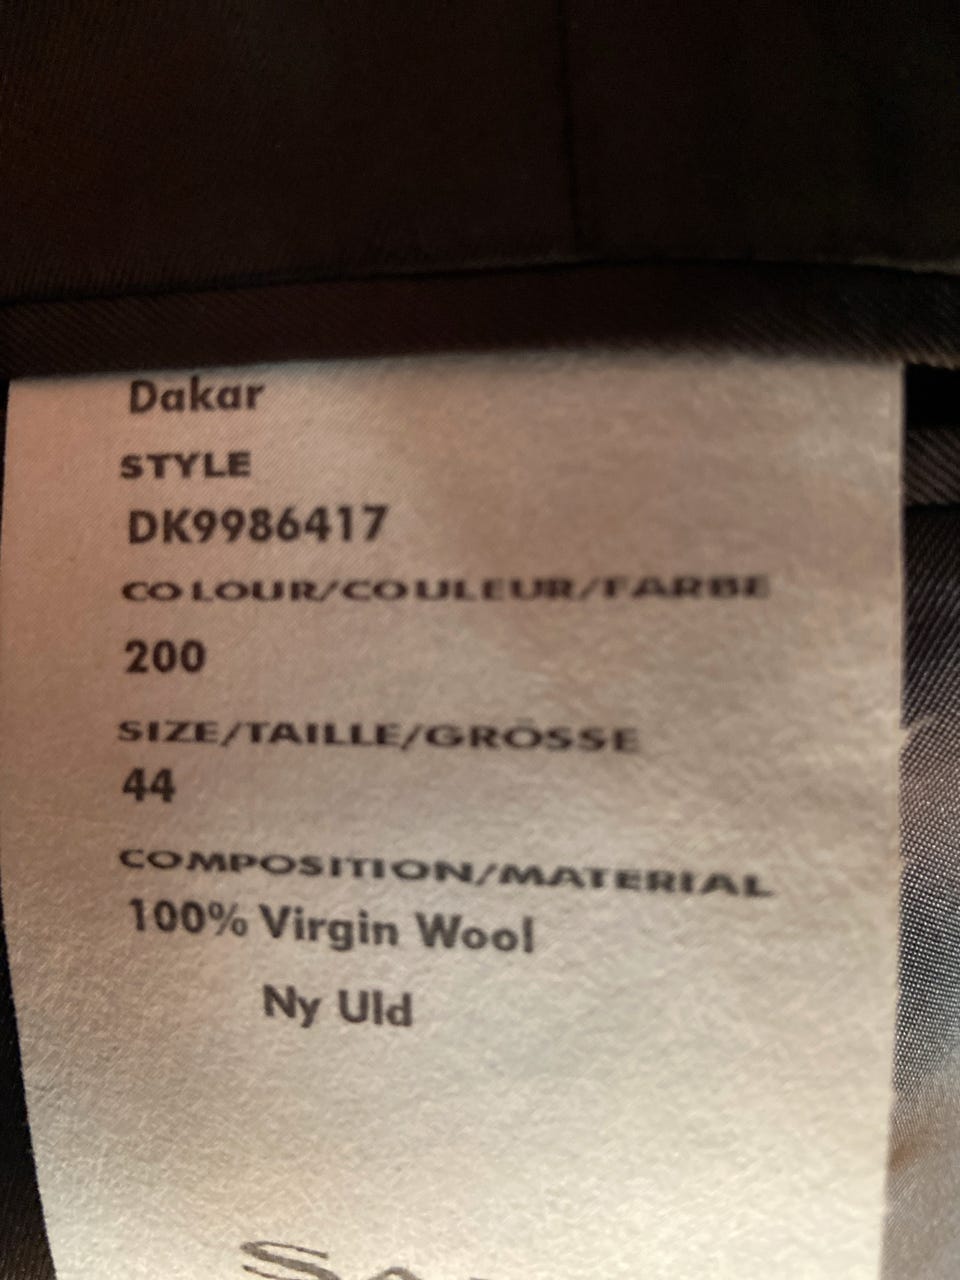 Dakar
STYLE
DK9986417
COLOUR/COULEUR/FARBE
200
SIZE/TAILLE/GRÖSSE
44
COMPOSITION/MATERIAL
100% Virgin Wool
Ny Uld